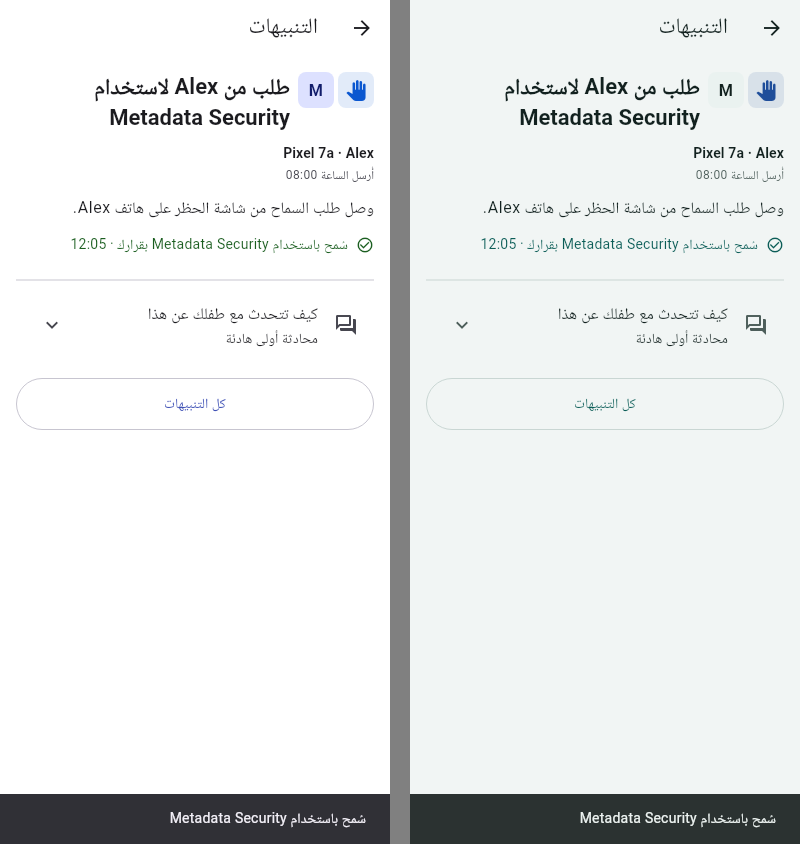 التنبيهات
طلب من Alex لاستخدام
Metadata Security
M
Pixel 7a · Alex
أُرسل الساعة 08:00
وصل طلب السماح من شاشة الحظر على هاتف Alex.
سُمح باستخدام Metadata Security بقرارك · 12:05
كيف تتحدث مع طفلك عن هذا
محادثة أولى هادئة
كل التنبيهات
سُمح باستخدام Metadata Security
التنبيهات
طلب من Alex لاستخدام
Metadata Security
M
Pixel 7a · Alex
أُرسل الساعة 08:00
وصل طلب السماح من شاشة الحظر على هاتف Alex.
سُمح باستخدام Metadata Security بقرارك · 12:05
كيف تتحدث مع طفلك عن هذا
محادثة أولى هادئة
كل التنبيهات
سُمح باستخدام Metadata Security